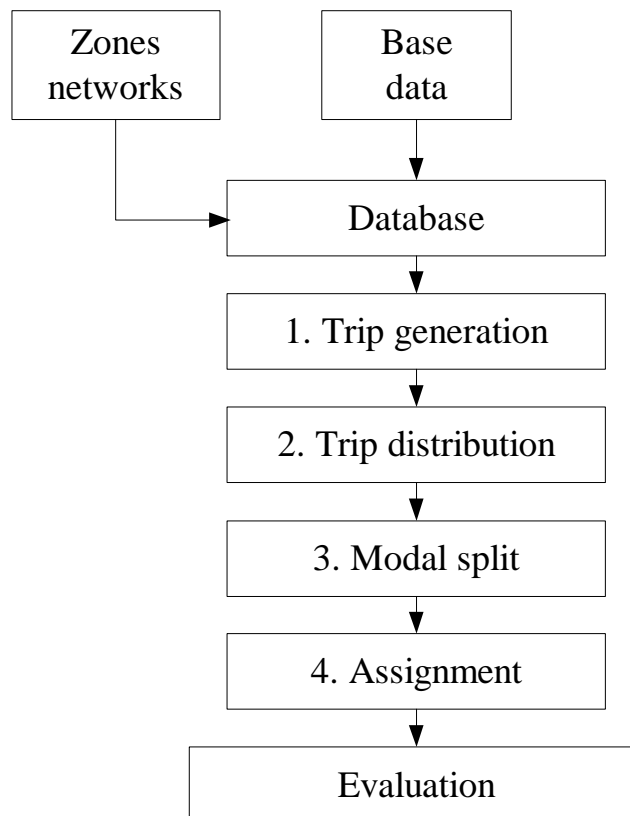 Zones
networks
Base
data
Database
1. Trip generation
2. Trip distribution
3. Modal split
4. Assignment
Evaluation